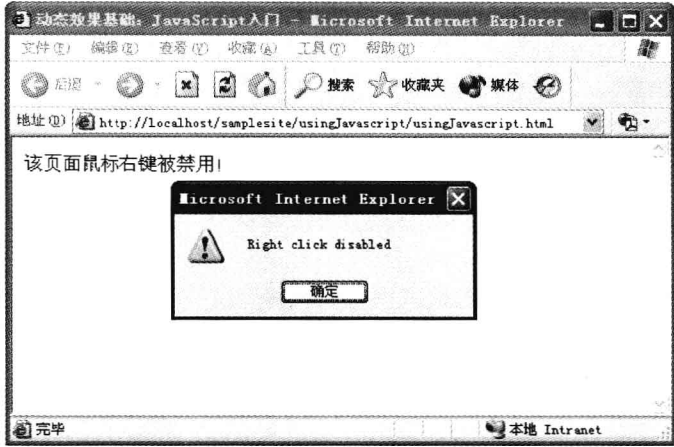 动态效果基础：JavaScript入门 - Microsoft Internet Explorer
文件(F) 编辑(E) 查看(V) 收藏(A) 工具(T) 帮助(H)
后退 搜索 收藏夹 媒体
地址(D) http://localhost/samplesite/usingJavascript/usingJavascript.html
该页面鼠标右键被禁用!
Microsoft Internet Explorer
Right click disabled
确定
完毕 本地 Intranet